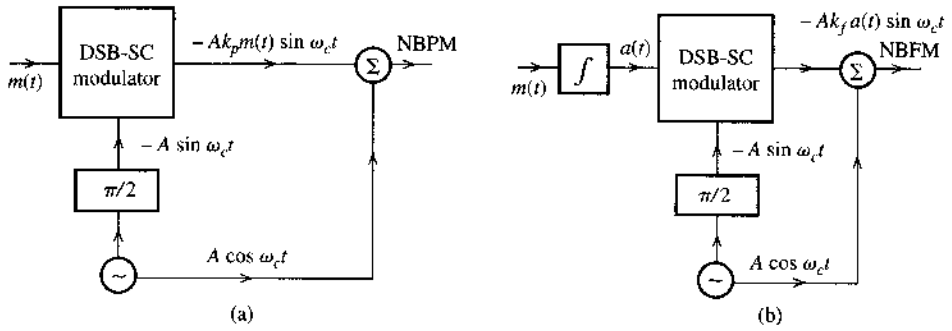 −Ak_p m(t) sin ω_c t
DSB-SC
modulator
m(t)
Σ
NBPM
−A sin ω_c t
π/2
A cos ω_c t
~
(a)
−Ak_f a(t) sin ω_c t
NBFM
a(t)
DSB-SC
modulator
∫
m(t)
Σ
−A sin ω_c t
π/2
A cos ω_c t
~
(b)